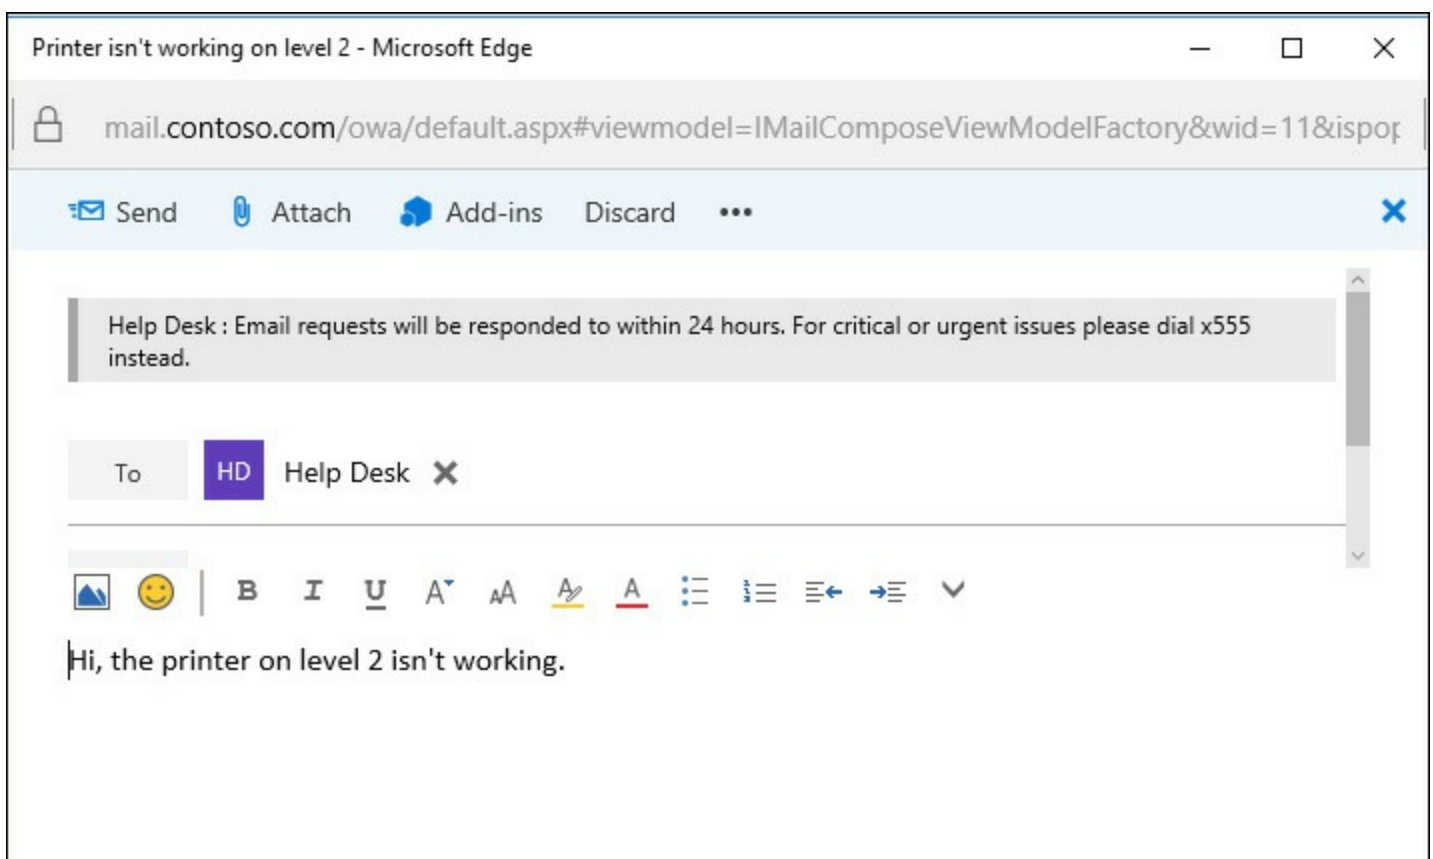 Printer isn't working on level 2 - Microsoft Edge
mail.contoso.com/owa/default.aspx#viewmodel=IMailComposeViewModelFactory&wid=11&ispop
Send Attach Add-ins Discard •••
Help Desk : Email requests will be responded to within 24 hours. For critical or urgent issues please dial x555
instead.
To HD Help Desk
B I U A AA A A
Hi, the printer on level 2 isn't working.